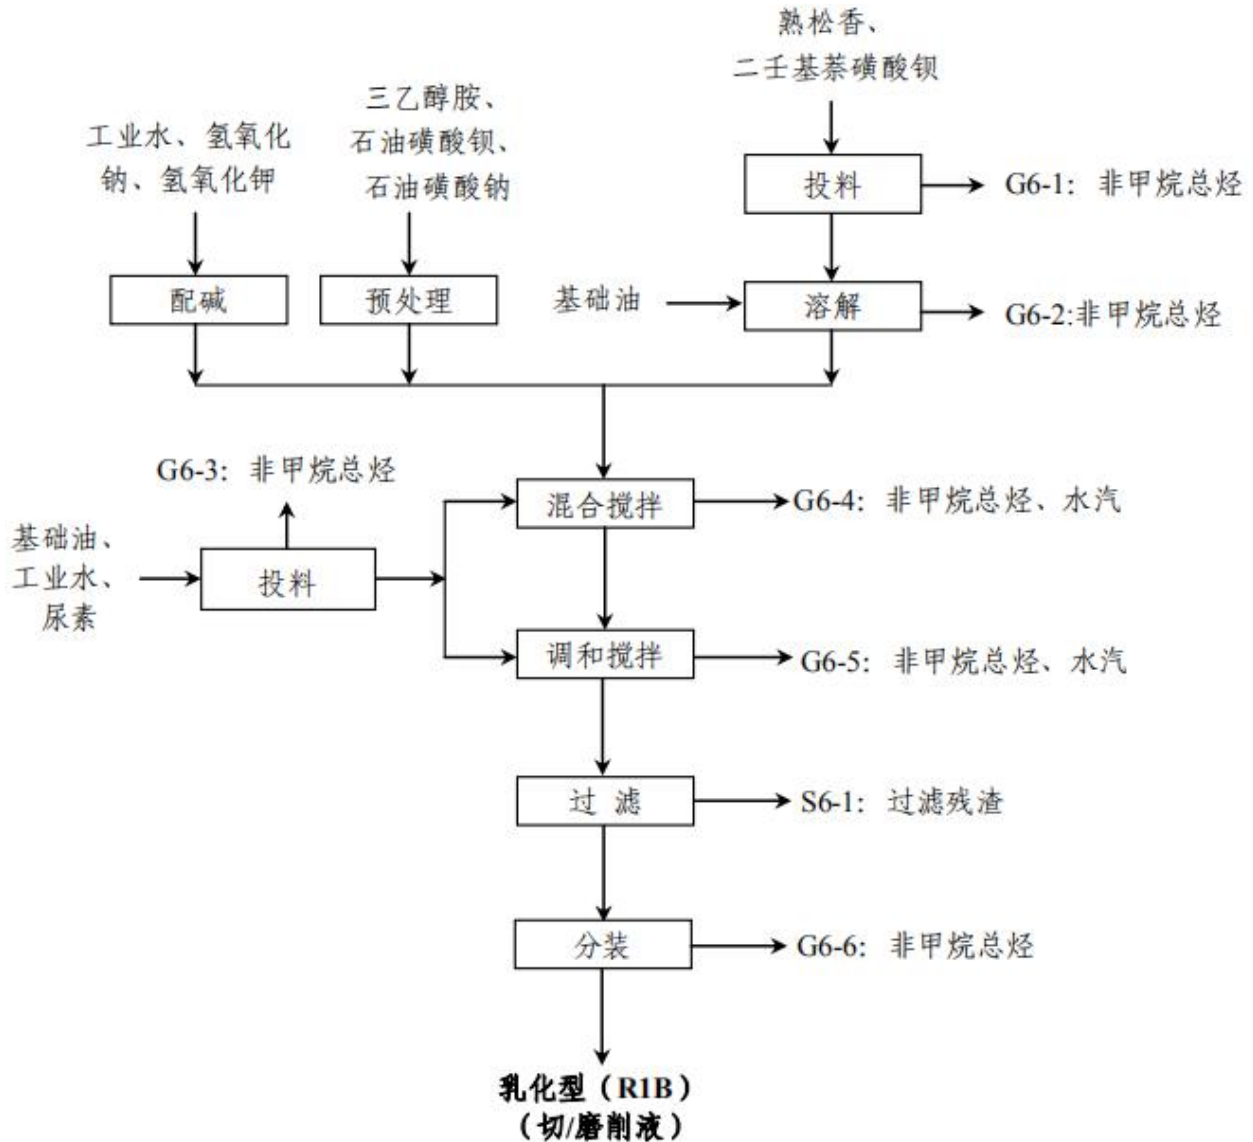 熟松香、
二壬基萘磺酸钡
三乙醇胺、
石油磺酸钡、
石油磺酸钠
工业水、氢氧化
钠、氢氧化钾
投料
G6-1：非甲烷总烃
配碱
预处理
基础油
溶解
G6-2:非甲烷总烃
G6-3：非甲烷总烃
混合搅拌
G6-4：非甲烷总烃、水汽
基础油、
工业水、
尿素
投料
调和搅拌
G6-5：非甲烷总烃、水汽
过 滤
S6-1：过滤残渣
分装
G6-6：非甲烷总烃
乳化型（R1B）
（切/磨削液）